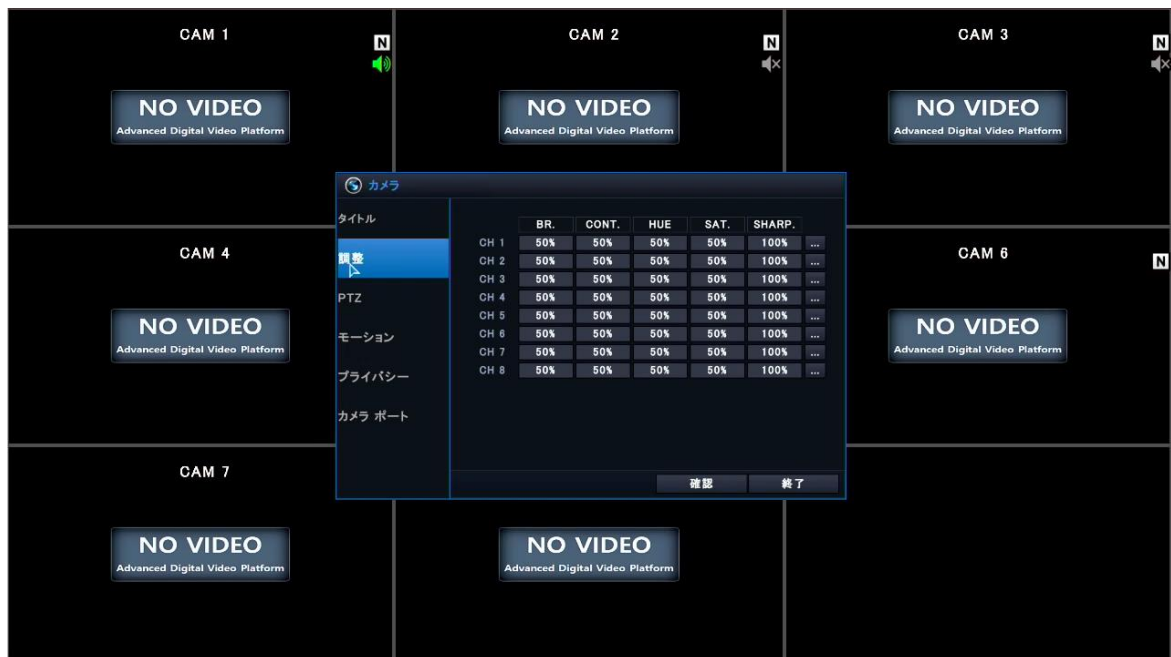 CAM 1
N
CAM 2
N
CAM 3
N
NO VIDEO
Advanced Digital Video Platform
NO VIDEO
Advanced Digital Video Platform
NO VIDEO
Advanced Digital Video Platform
カメラ
タイトル
調整
PTZ
モーション
プライバシー
カメラ ポート
BR. CONT. HUE SAT. SHARP.
CH 1 50% 50% 50% 50% 100% ...
CH 2 50% 50% 50% 50% 100% ...
CH 3 50% 50% 50% 50% 100% ...
CH 4 50% 50% 50% 50% 100% ...
CH 5 50% 50% 50% 50% 100% ...
CH 6 50% 50% 50% 50% 100% ...
CH 7 50% 50% 50% 50% 100% ...
CH 8 50% 50% 50% 50% 100% ...
確認 終了
CAM 4
NO VIDEO
Advanced Digital Video Platform
CAM 6
N
NO VIDEO
Advanced Digital Video Platform
CAM 7
NO VIDEO
Advanced Digital Video Platform
NO VIDEO
Advanced Digital Video Platform